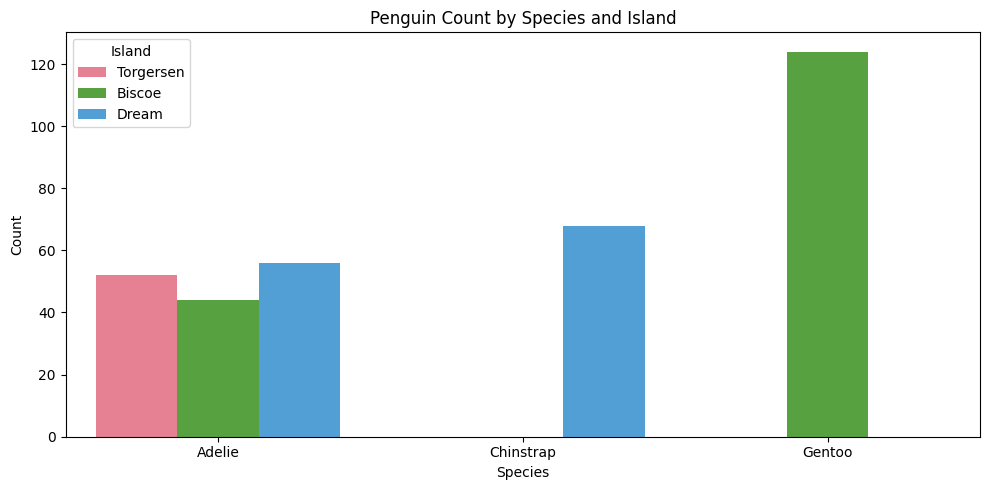 Penguin Count by Species and Island
Island
Torgersen
Biscoe
Dream
Count
120
100
80
60
40
20
0
Adelie
Chinstrap
Gentoo
Species